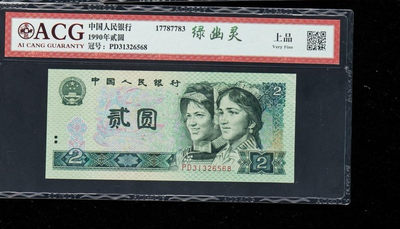 ACG
AI CANG GUARANTY
中国人民银行
1990年贰圆
冠号：PD31326568
17787783
绿幽灵
上品
Very Fine
中国人民银行
贰圆
2
2
PD31326568